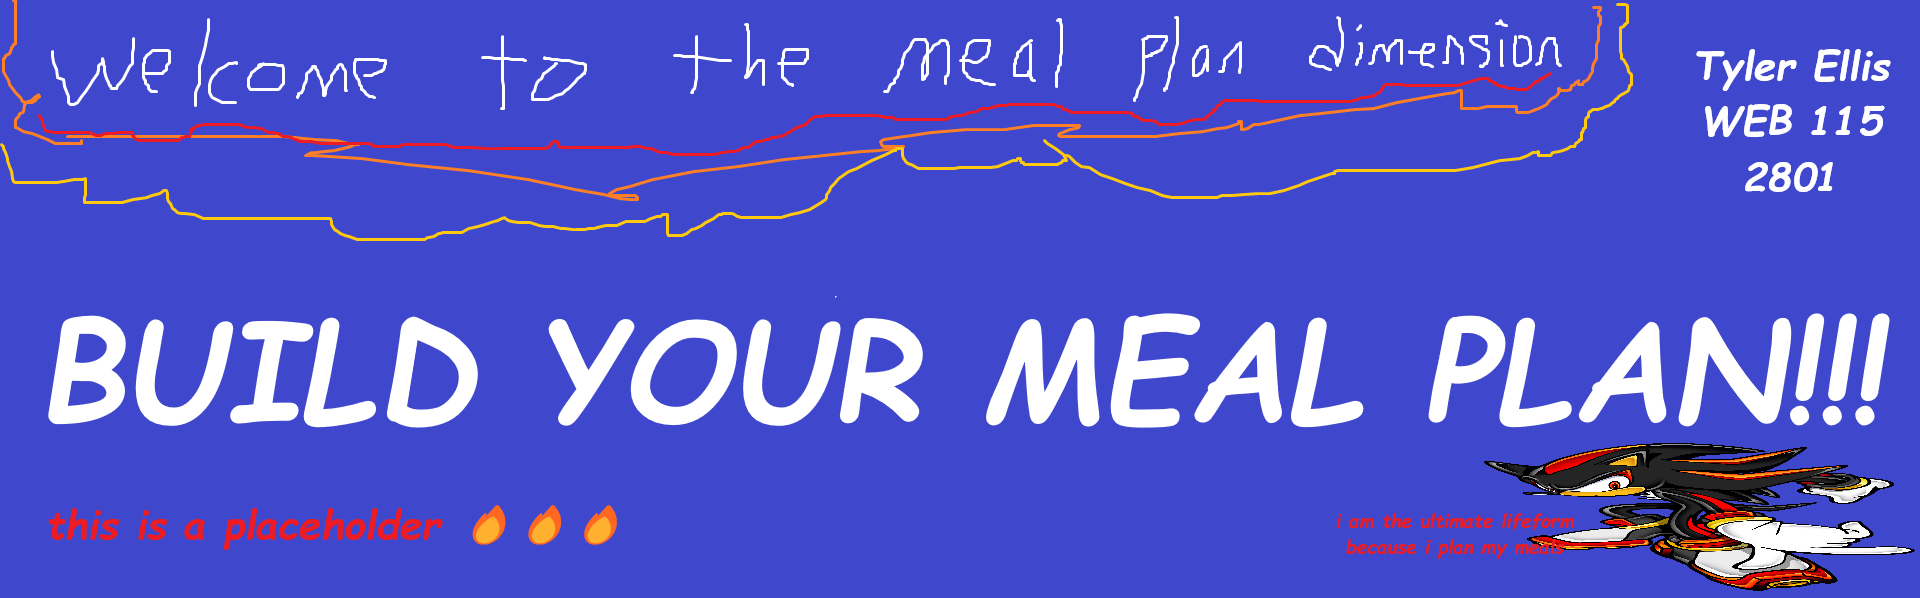 welcome to the meal plan dimension
Tyler Ellis
WEB 115
2801
BUILD YOUR MEAL PLAN!!!
this is a placeholder 🔥🔥🔥
i am the ultimate lifeform
because i plan my meals